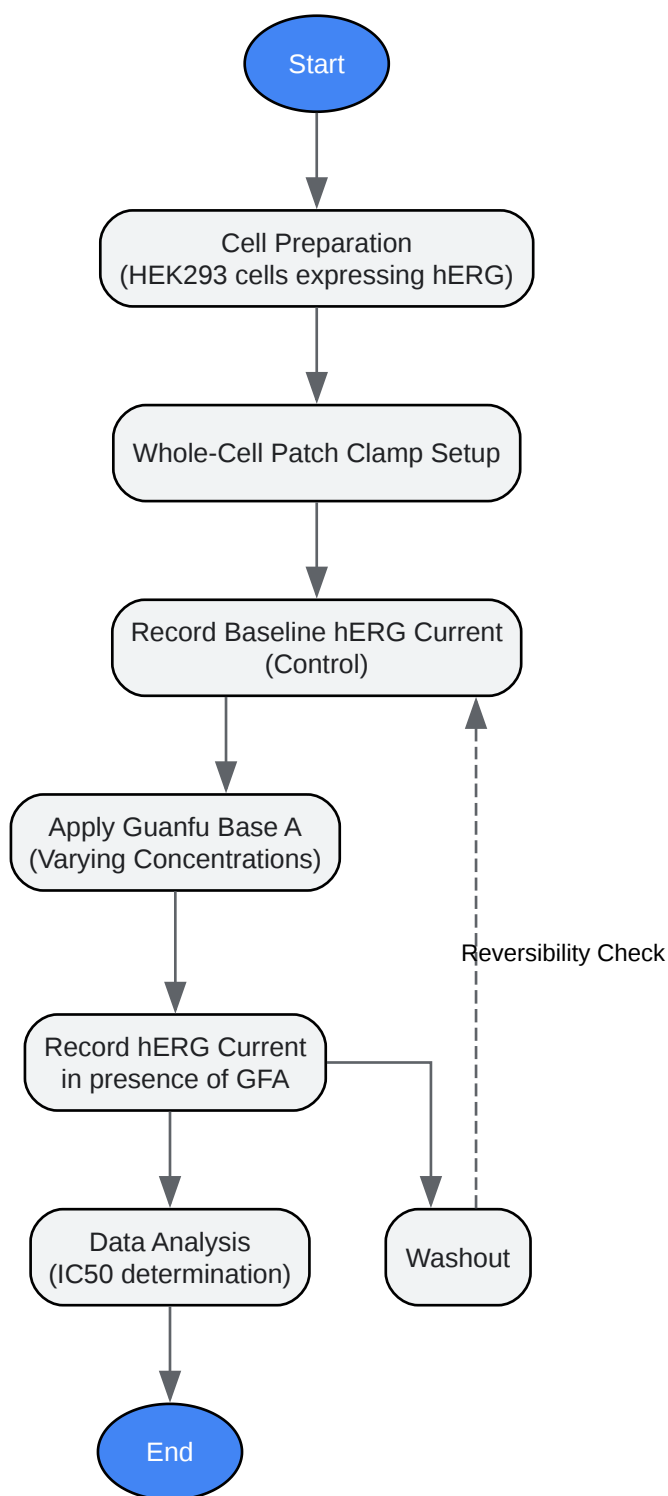 Start
Cell Preparation
(HEK293 cells expressing hERG)
Whole-Cell Patch Clamp Setup
Record Baseline hERG Current
(Control)
Apply Guanfu Base A
(Varying Concentrations)
Reversibility Check
Record hERG Current
in presence of GFA
Data Analysis
(IC50 determination)
Washout
End